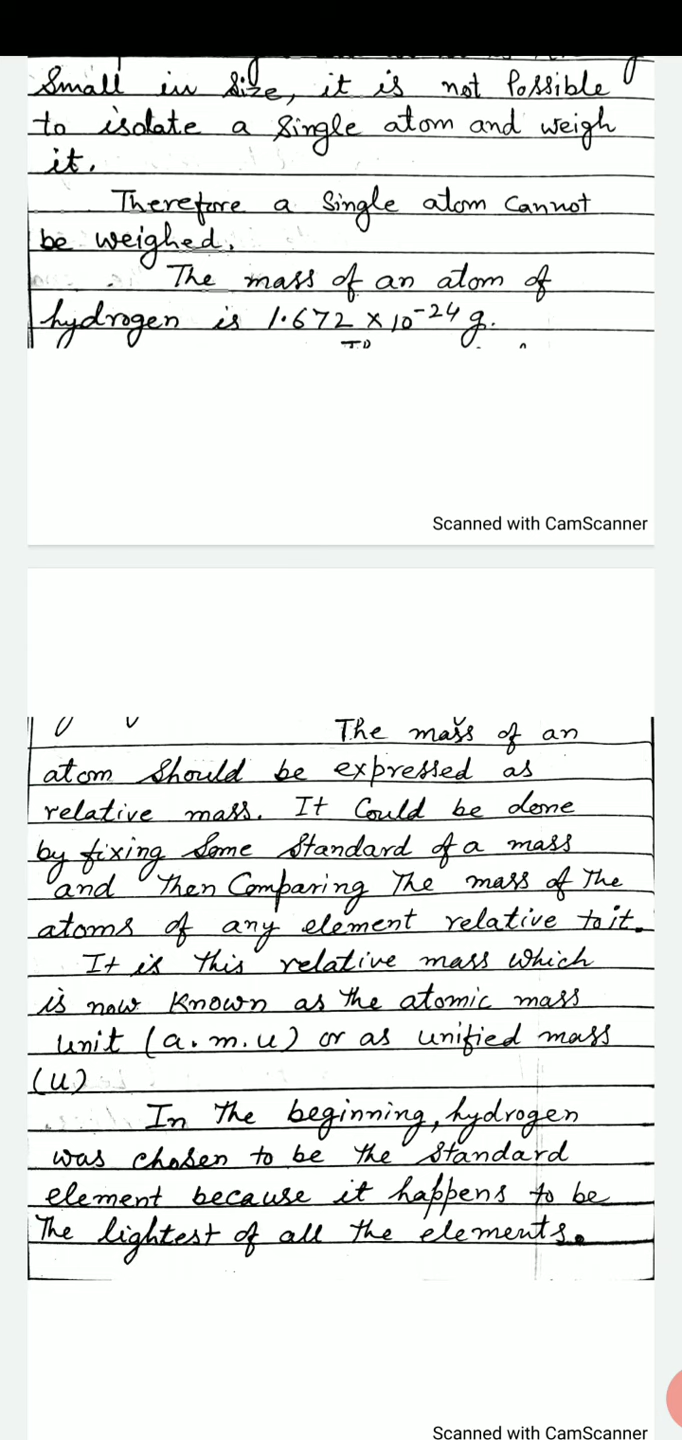 Small in size, it is not Possible
to isolate a single atom and weigh
it.
Therefore a Single atom Cannot
be weighed.
The mass of an atom of
hydrogen is 1.672 × 10⁻²⁴ g.
Scanned with CamScanner
The mass of an
atom should be expressed as
relative mass. It Could be done
by fixing Some Standard of a mass
and Then Comparing The mass of The
atoms of any element relative to it.
It is this relative mass which
is now Known as the atomic mass
unit (a.m.u) or as unified mass
(u)
In The beginning, hydrogen
was chosen to be the standard
element because it happens to be
The lightest of all the elements.
Scanned with CamScanner